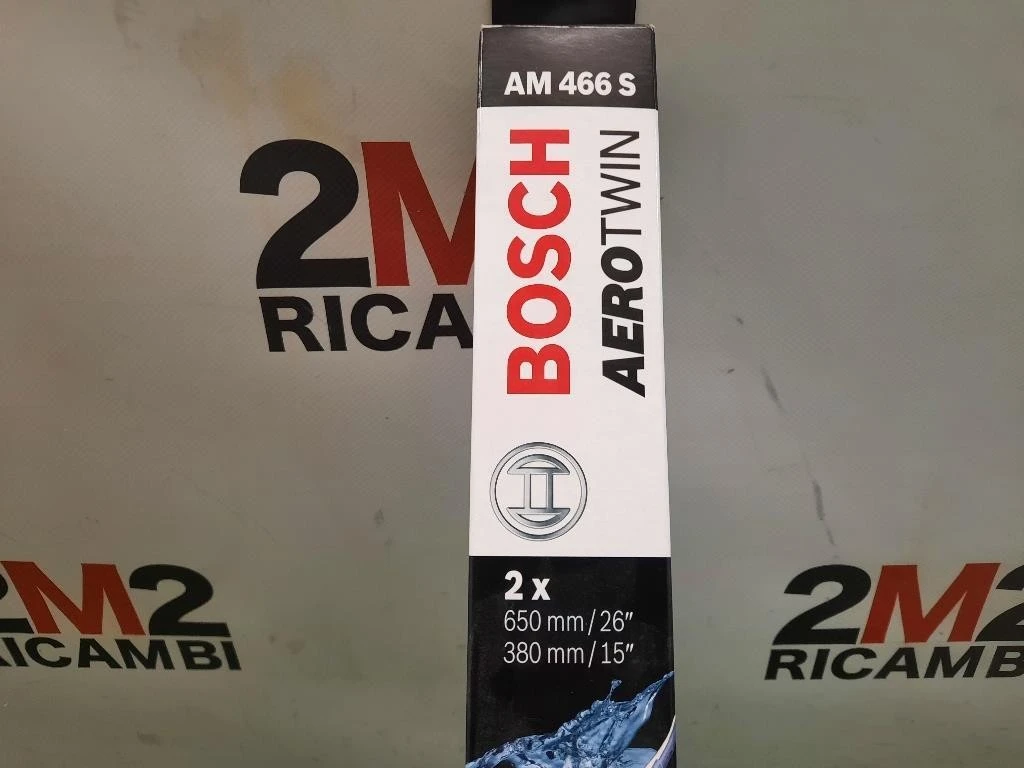 AM 466 S
BOSCH
AEROTWIN
2 x
650 mm / 26″
380 mm / 15″
2M
RICA
2M2
RICAMBI
2M2
RICAMBI